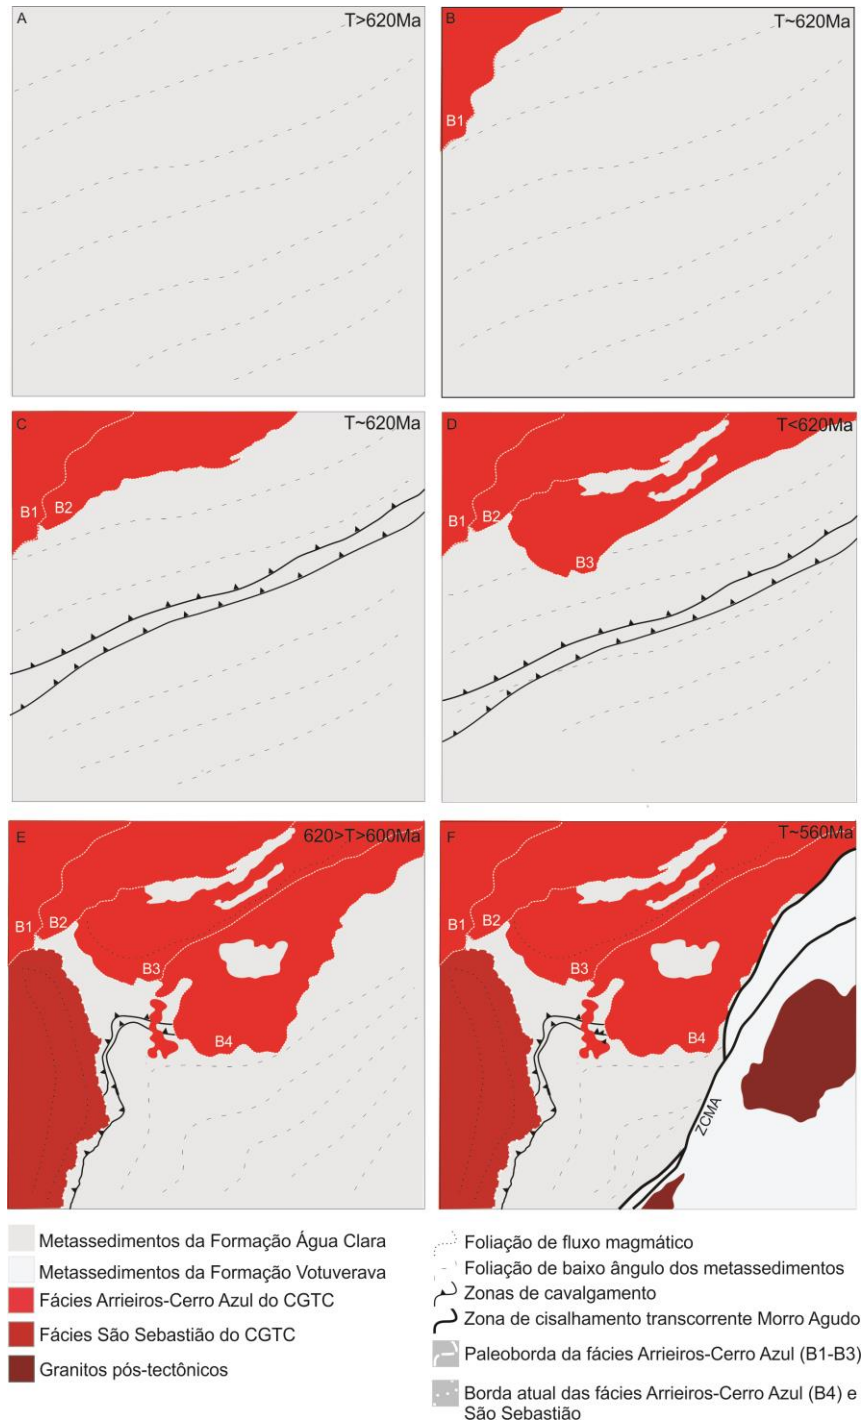 A
T>620Ma
B
T~620Ma
B1
C
T~620Ma
B1
B2
D
T<620Ma
B1
B2
B3
E
620>T>600Ma
B1
B2
B3
B4
F
T~560Ma
B1
B2
B3
B4
ZCMA
Metassedimentos da Formação Água Clara
Metassedimentos da Formação Votuverava
Fácies Arrieiros-Cerro Azul do CGTC
Fácies São Sebastião do CGTC
Granitos pós-tectônicos
Foliação de fluxo magmático
Foliação de baixo ângulo dos metassedimentos
Zonas de cavalgamento
Zona de cisalhamento transcorrente Morro Agudo
Paleoborda da fácies Arrieiros-Cerro Azul (B1-B3)
Borda atual das fácies Arrieiros-Cerro Azul (B4) e
São Sebastião